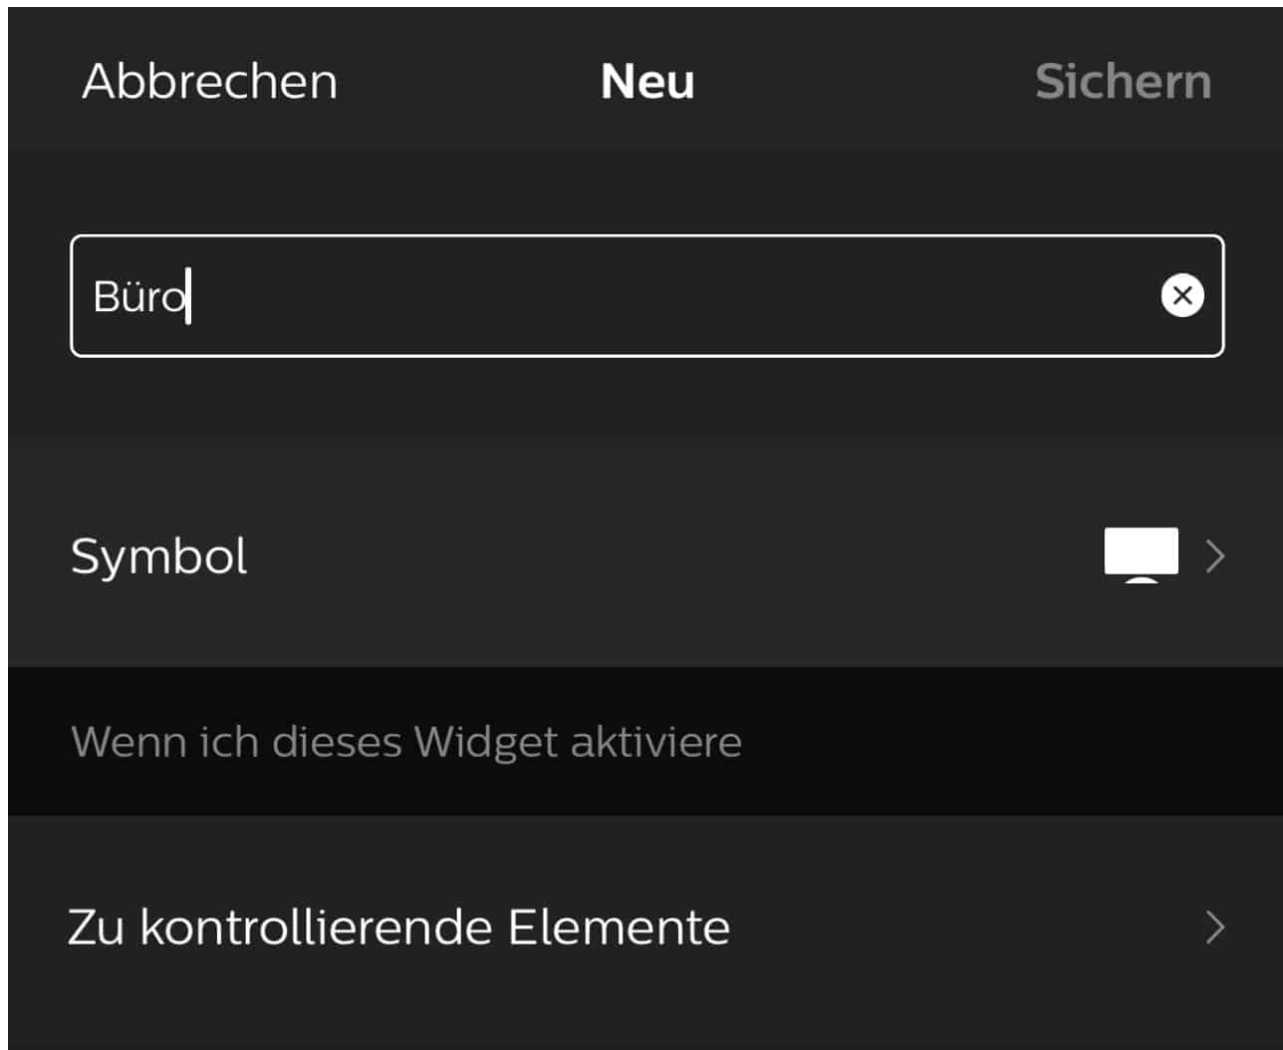 Abbrechen Neu Sichern
Büro
Symbol
Wenn ich dieses Widget aktiviere
Zu kontrollierende Elemente